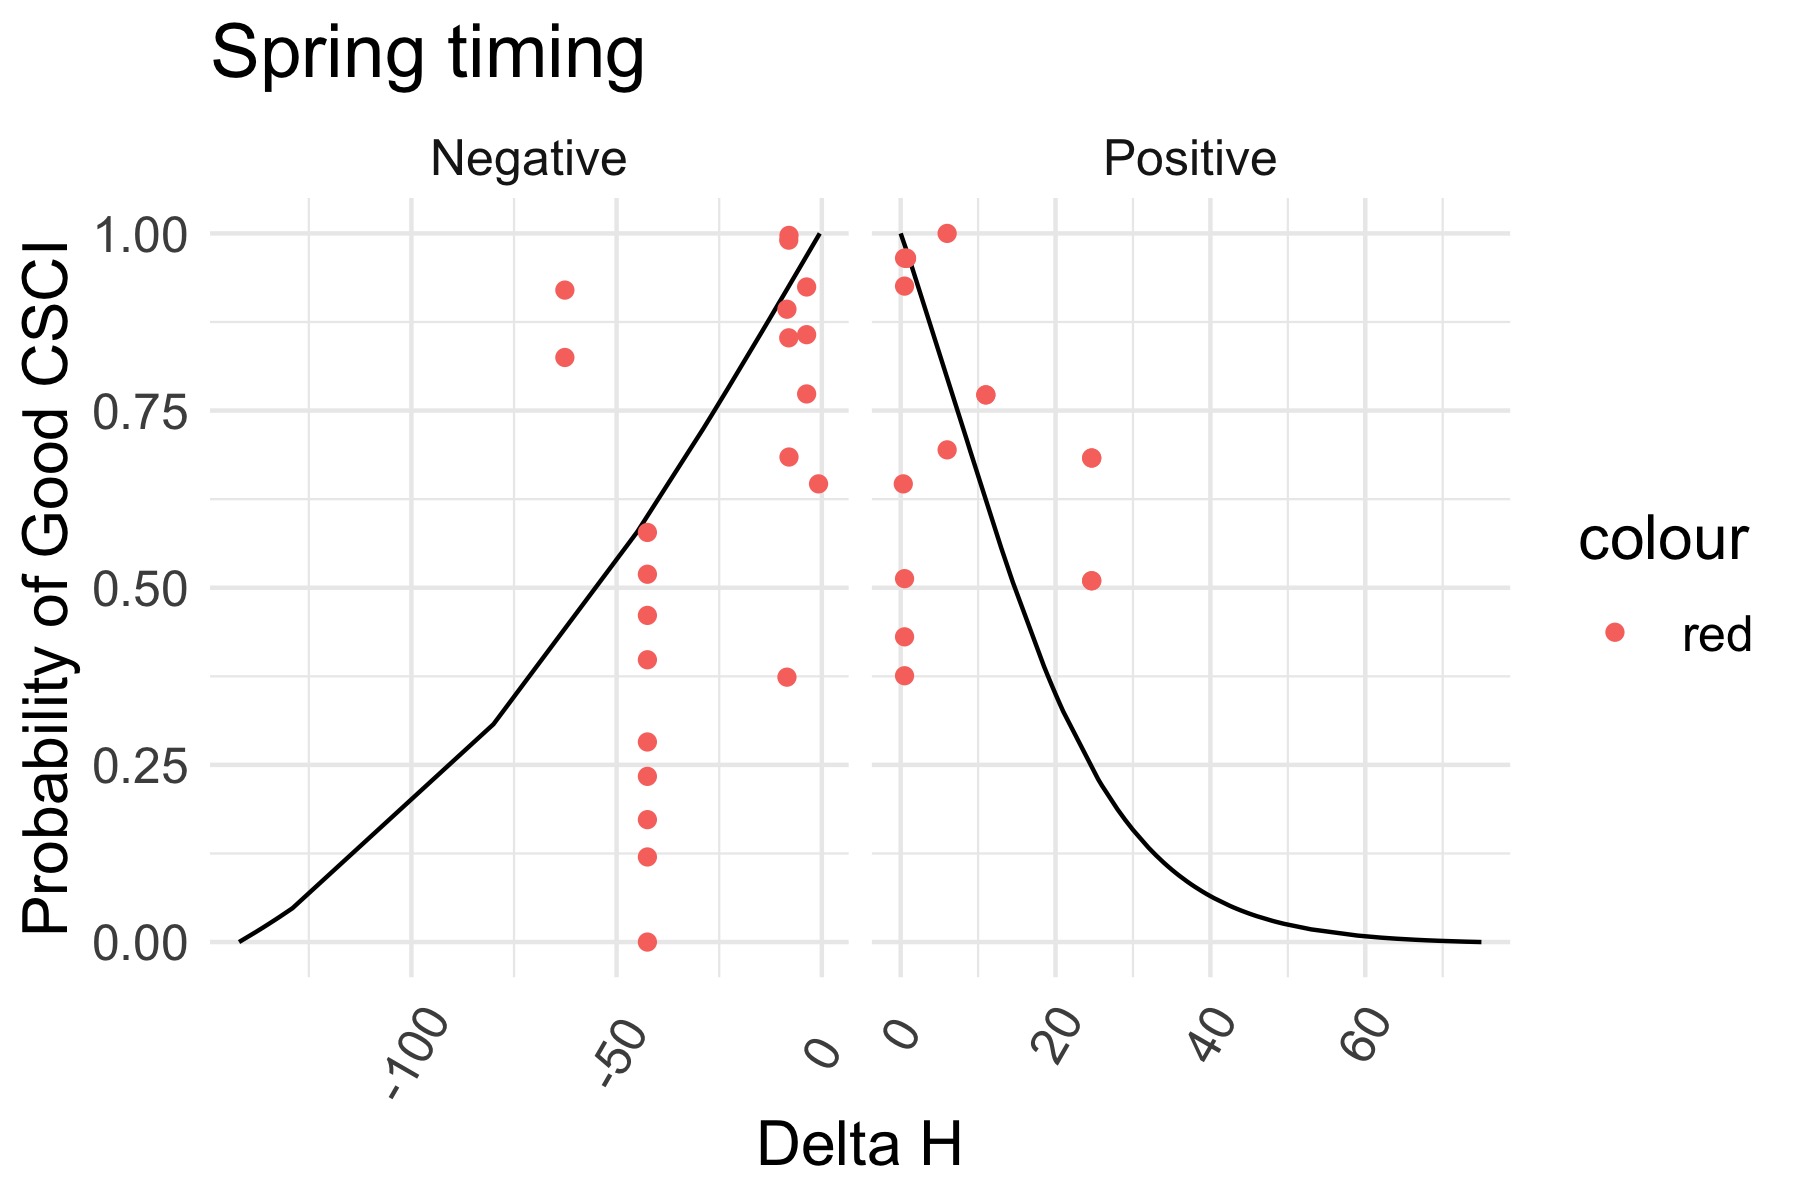 Spring timing
Negative
Positive
Probability of Good CSCI
1.00
0.75
0.50
0.25
0.00
-100
-50
0
0
20
40
60
Delta H
colour
red